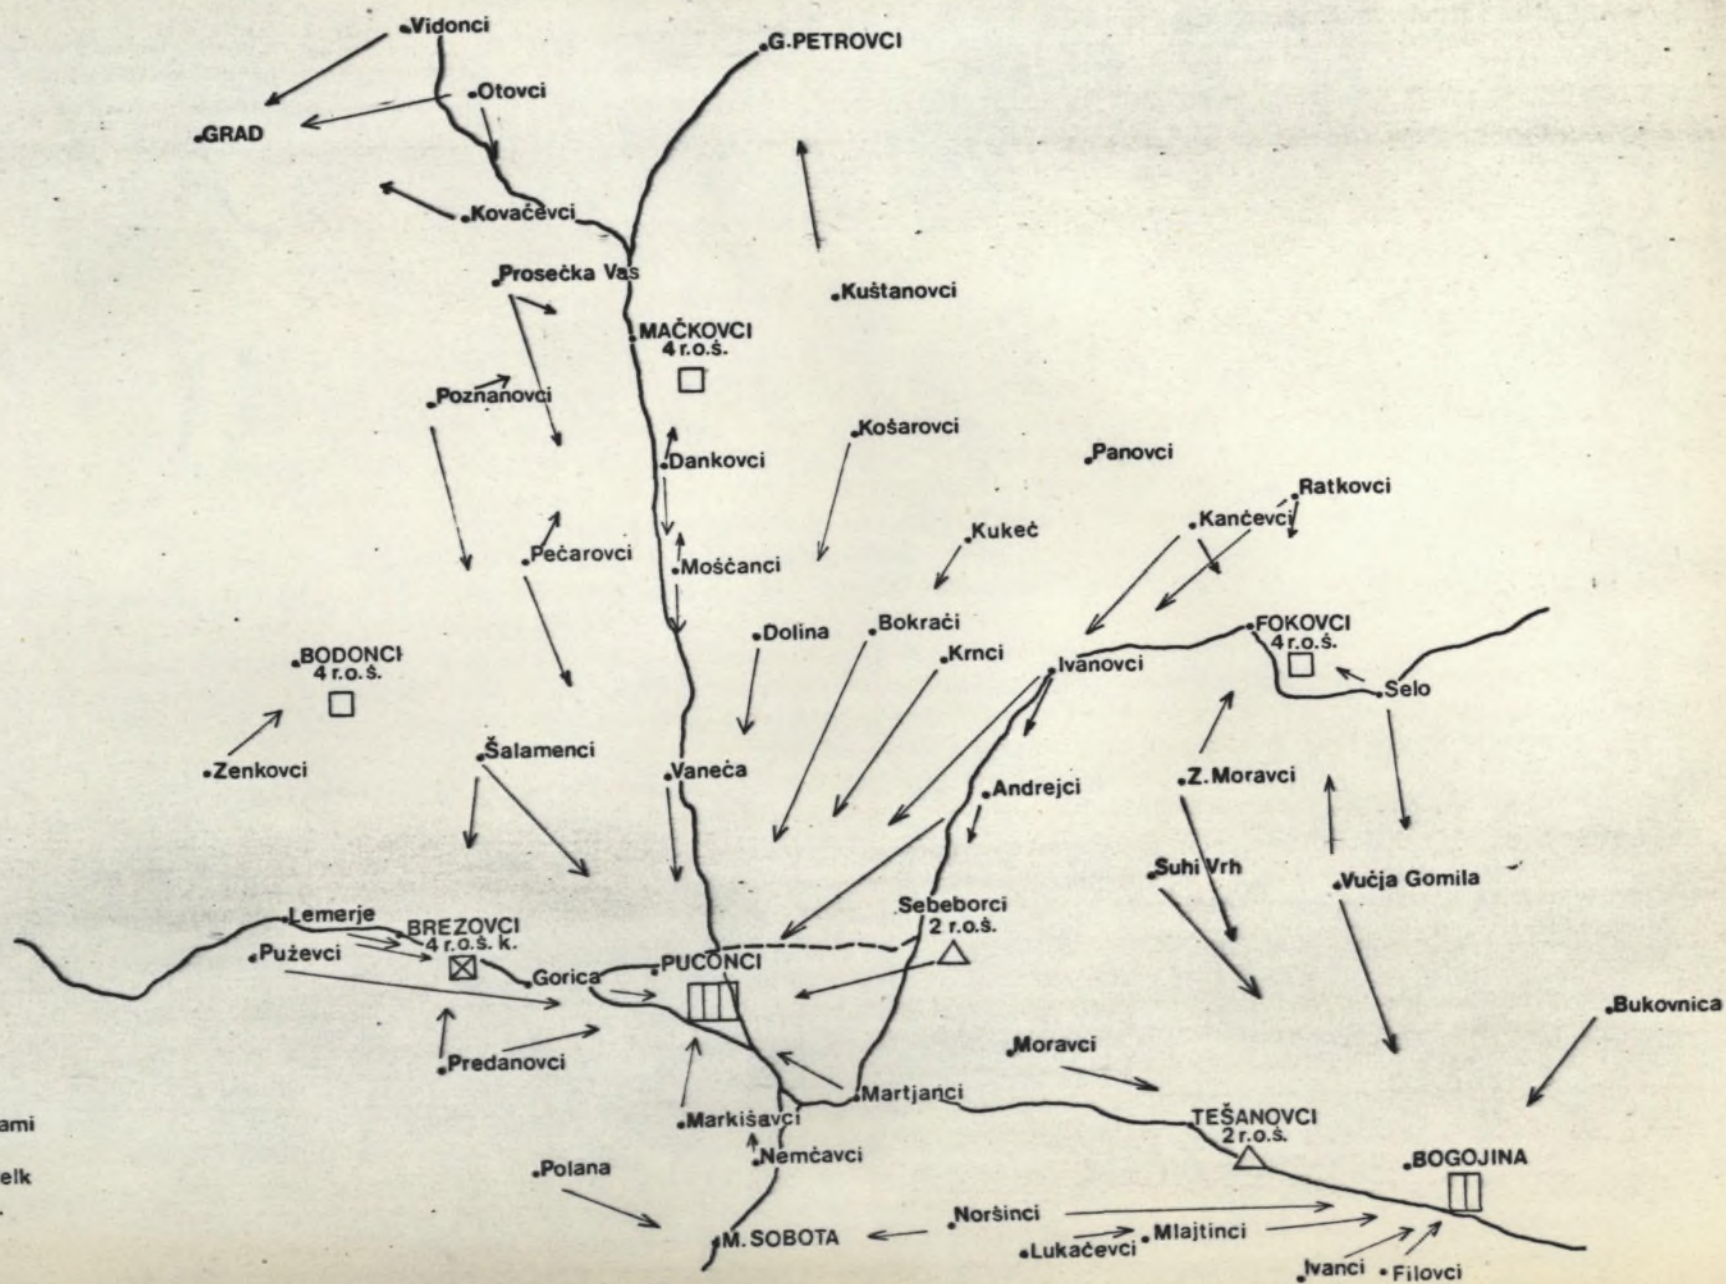 Vidonci
G.PETROVCI
Otovci
GRAD
Kovačevci
Prosečka Vas
Kuštanovci
MAČKOVCI
4 r.o.š.
Poznanovci
Košarovci
Dankovci
Panovci
Ratkovci
Kančevci
Kukeč
Pečarovci
Moščanci
Dolina
Bokrači
Krnci
FOKOVCI
4 r.o.š.
Ivanovci
BODONCI
4 r.o.š.
Selo
Šalamenci
Zenkovci
Vaneča
Z.Moravci
Andrejci
Suhi Vrh
Vučja Gomila
Sebeborci
2 r.o.š.
Lemerje
BREZOVCI
4 r.o.š. k.
Puževci
PUCONCI
Gorica
Bukovnica
Moravci
Predanovci
Martjanci
Markišavci
TEŠANOVCI
2 r.o.š.
ami
Nemčavci
BOGOJINA
Polana
elk
Noršinci
M.SOBOTA
Mlajtinci
Lukačevci
Ivanci
Filovci